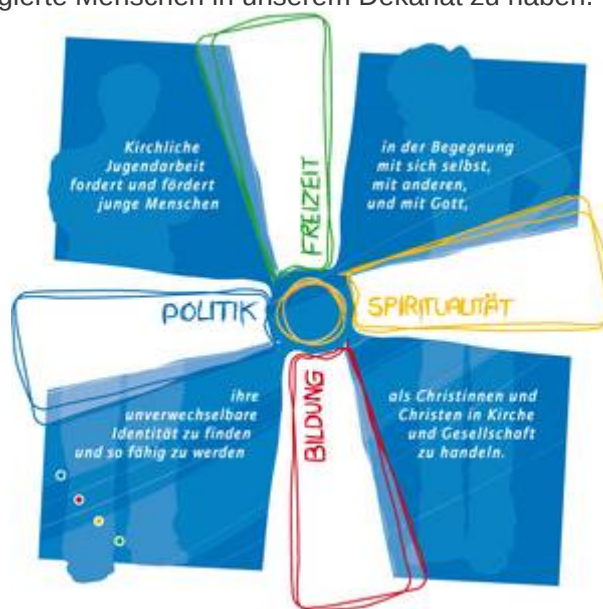 gierte Menschen in unserem Dekanat zu haben.
Kirchliche
Jugendarbeit
fordert und fördert
junge Menschen
in der Begegnung
mit sich selbst,
mit anderen,
und mit Gott,
FREIZEIT
POLITIK
SPIRITUALITÄT
BILDUNG
ihre
unverwechselbare
Identität zu finden
und so fähig zu werden
als Christinnen und
Christen in Kirche
und Gesellschaft
zu handeln.